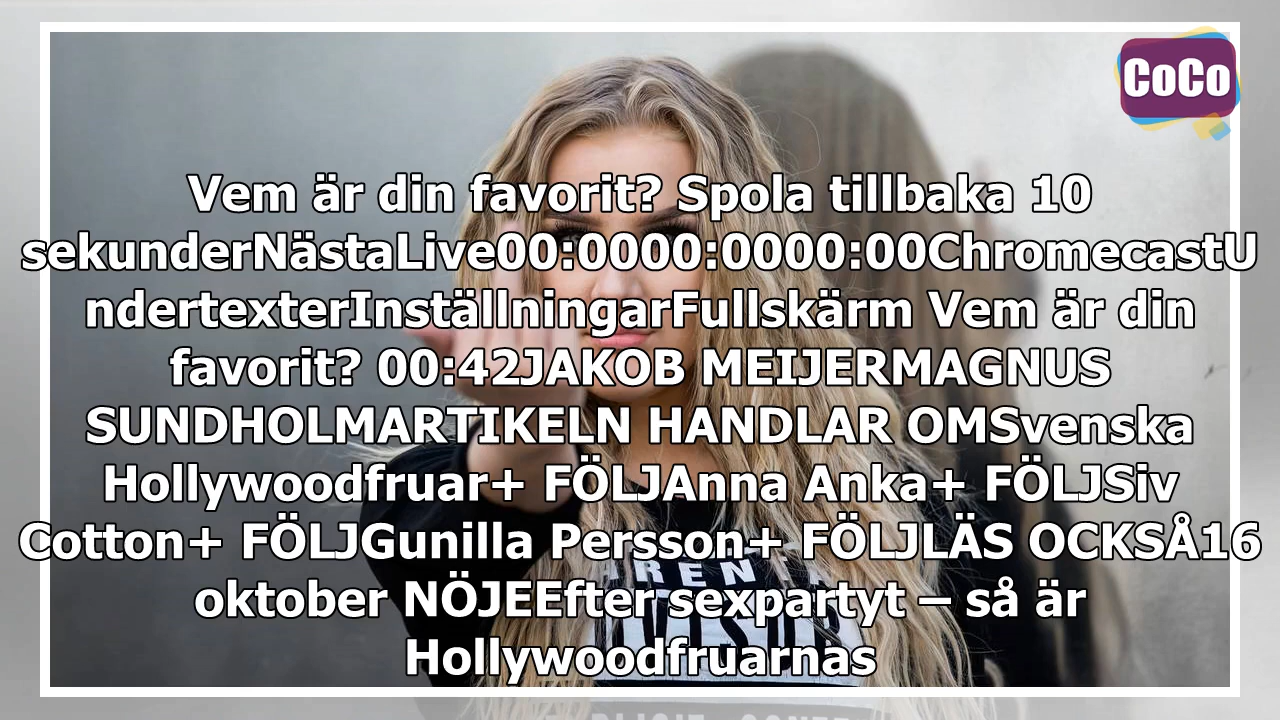 CoCo
Vem är din favorit? Spola tillbaka 10
sekunderNästaLive00:0000:0000:00ChromecastU
ndertexterInställningarFullskärm Vem är din
favorit? 00:42JAKOB MEIJERMAGNUS
SUNDHOLMARTIKELN HANDLAR OMSvenska
Hollywoodfruar+ FÖLJAnna Anka+ FÖLJSiv
Cotton+ FÖLJGunilla Persson+ FÖLJLÄS OCKSÅ16
oktober NÖJEEfter sexpartyt – så är
Hollywoodfruarnas